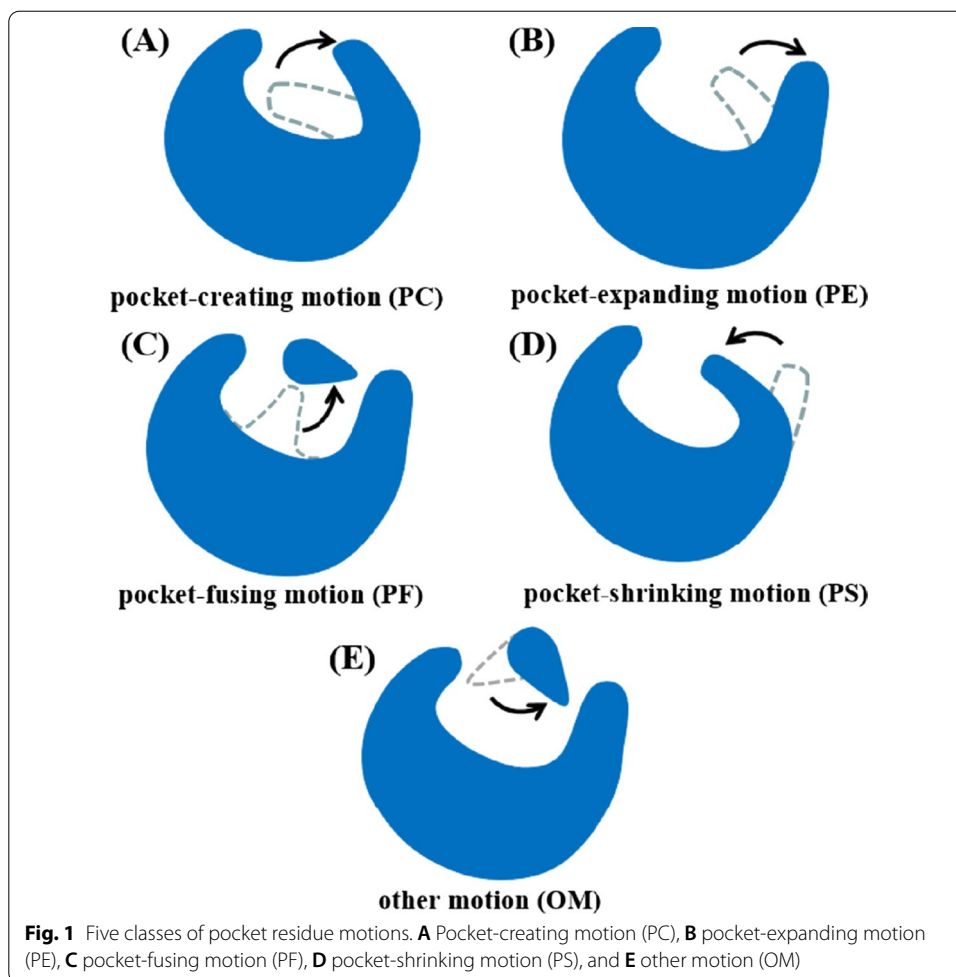 (A)
(B)
pocket-creating motion (PC)
pocket-expanding motion (PE)
(C)
(D)
pocket-fusing motion (PF)
pocket-shrinking motion (PS)
(E)
other motion (OM)
Fig. 1 Five classes of pocket residue motions. A Pocket-creating motion (PC), B pocket-expanding motion
(PE), C pocket-fusing motion (PF), D pocket-shrinking motion (PS), and E other motion (OM)